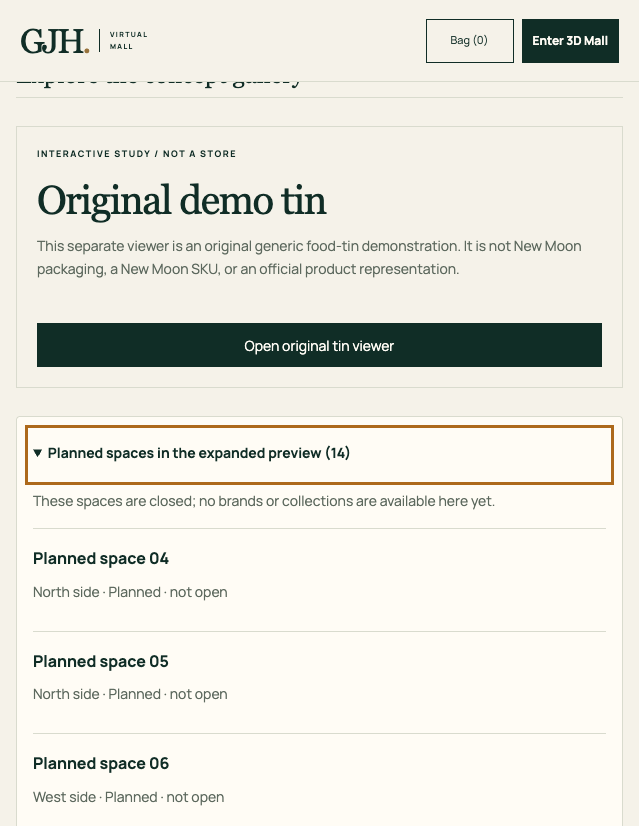 GJH.
VIRTUAL
MALL
Bag (0)
Enter 3D Mall
Explore the concept gallery
INTERACTIVE STUDY / NOT A STORE
Original demo tin
This separate viewer is an original generic food-tin demonstration. It is not New Moon
packaging, a New Moon SKU, or an official product representation.
Open original tin viewer
▼ Planned spaces in the expanded preview (14)
These spaces are closed; no brands or collections are available here yet.
Planned space 04
North side · Planned · not open
Planned space 05
North side · Planned · not open
Planned space 06
West side · Planned · not open